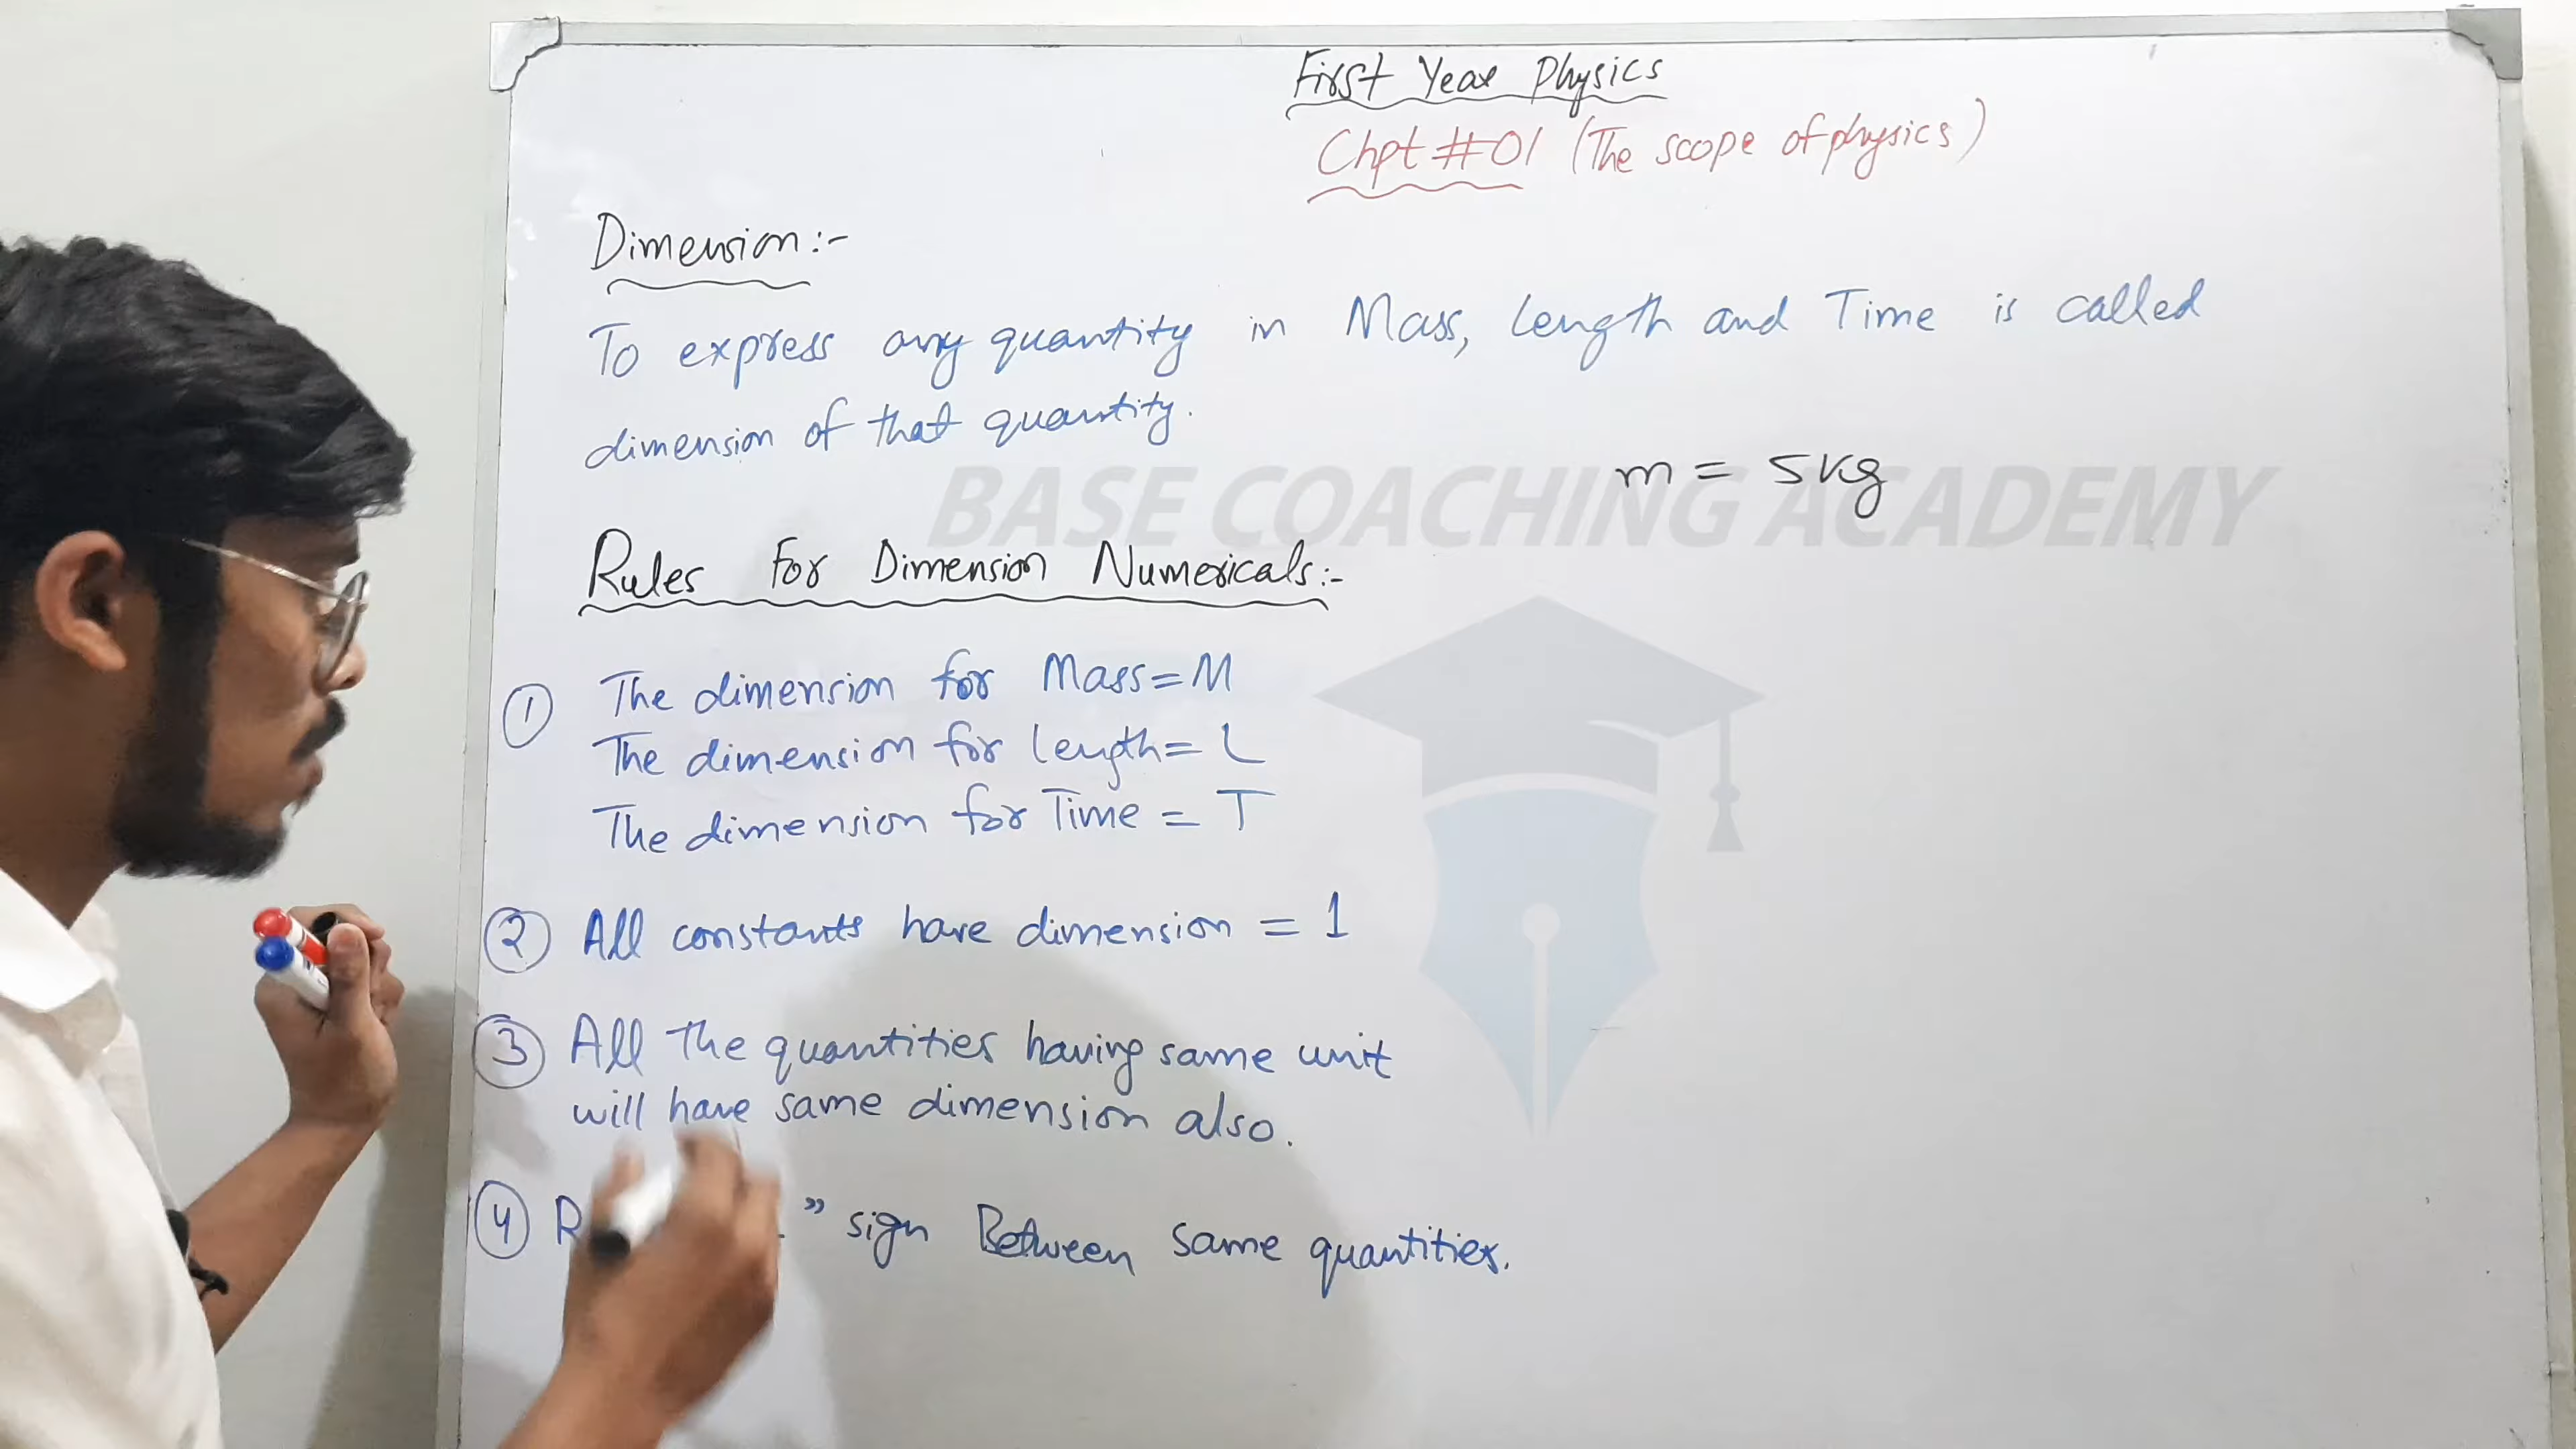 First Year Physics
Chpt #01 (The scope of physics)
Dimension:-
To express any quantity in Mass, length and Time is called
dimension of that quantity.
m = 5kg
BASE COACHING ACADEMY
Rules For Dimension Numericals:-
① The dimension for Mass = M
The dimension for length = L
The dimension for Time = T
② All constants have dimension = 1
③ All the quantities having same unit
will have same dimension also.
④ ” sign Between same quantities.